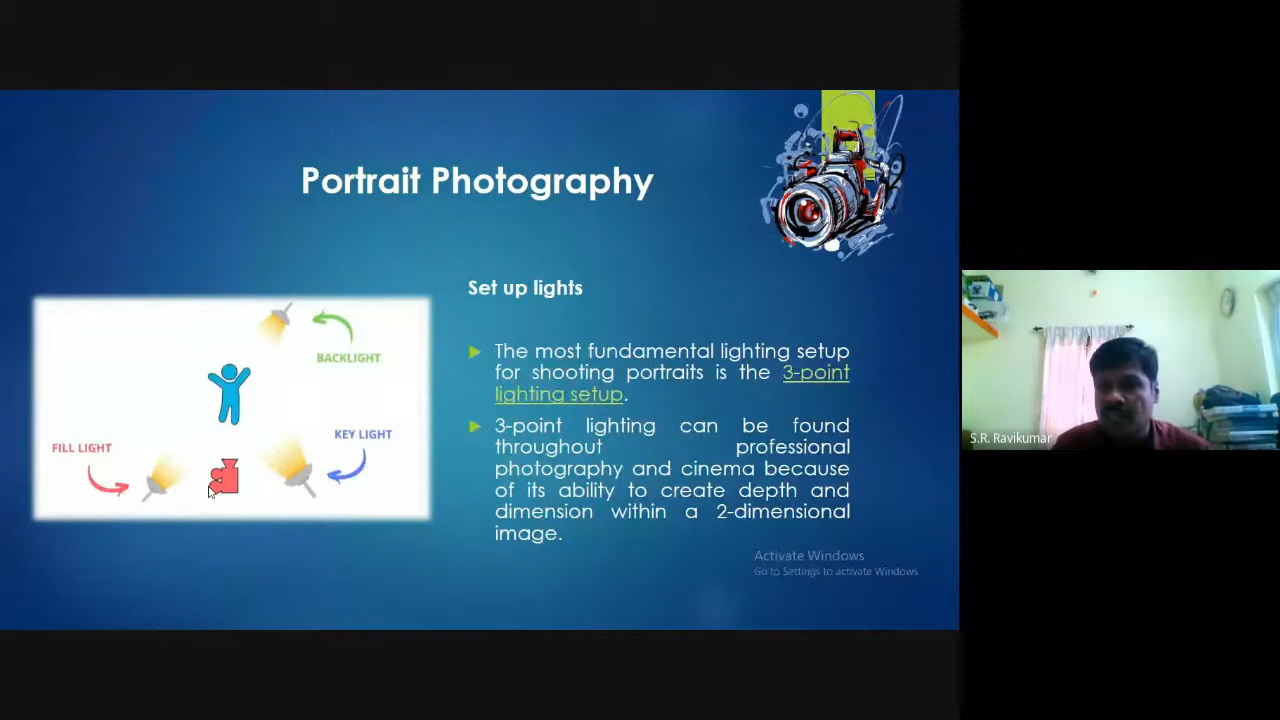 Portrait Photography
Set up lights
The most fundamental lighting setup
for shooting portraits is the 3-point
lighting setup.
3-point lighting can be found
throughout professional
photography and cinema because
of its ability to create depth and
dimension within a 2-dimensional
image.
BACKLIGHT
KEY LIGHT
FILL LIGHT
Activate Windows
Go to Settings to activate Windows.
S.R. Ravikumar